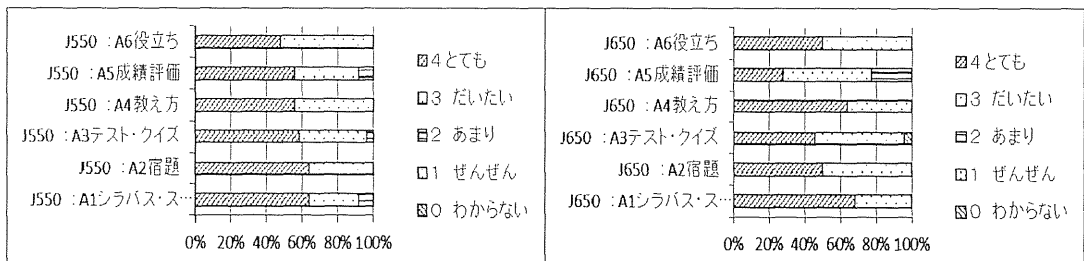 J550 :A6役立ち
J550 :A5成績評価
J550 :A4教え方
J550 :A3テスト・クイズ
J550 :A2宿題
J550 :A1シラバス・ス…
0% 20% 40% 60% 80% 100%
4 とても
3 だいたい
2 あまり
1 ぜんぜん
0 わからない
J650 :A6役立ち
J650 :A5成績評価
J650 :A4教え方
J650 :A3テスト・クイズ
J650 :A2宿題
J650 :A1シラバス・ス…
0% 20% 40% 60% 80% 100%
4 とても
3 だいたい
2 あまり
1 ぜんぜん
0 わからない